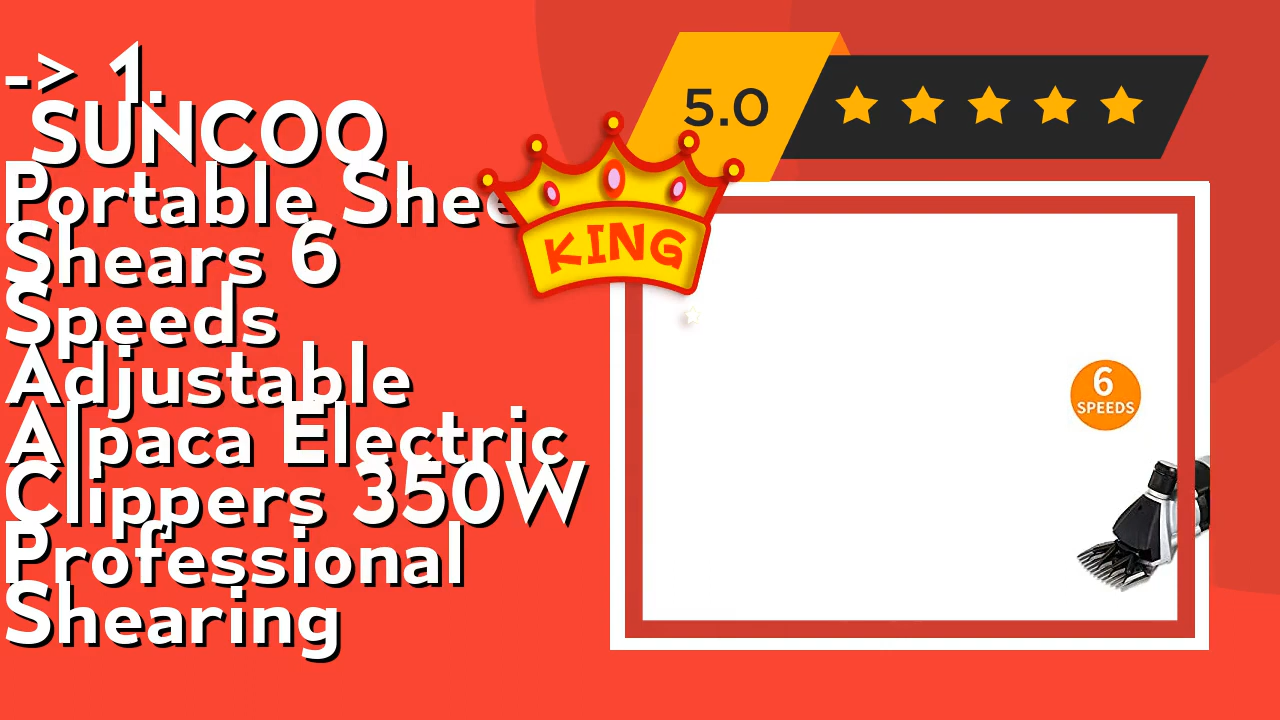 -> 1.
SUNCOO
Portable Shee
Shears 6
Speeds
Adjustable
Alpaca Electric
Clippers 350W
Professional
Shearing
5.0
KING
6
SPEEDS